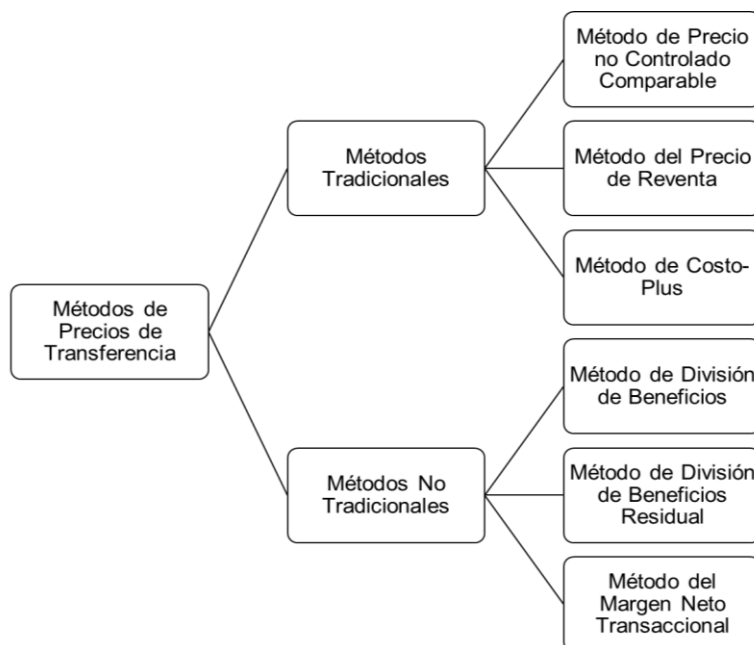 Métodos de
Precios de
Transferencia
Métodos
Tradicionales
Método de Precio
no Controlado
Comparable
Método del Precio
de Reventa
Método de Costo-
Plus
Métodos No
Tradicionales
Método de División
de Beneficios
Método de División
de Beneficios
Residual
Método del
Margen Neto
Transaccional